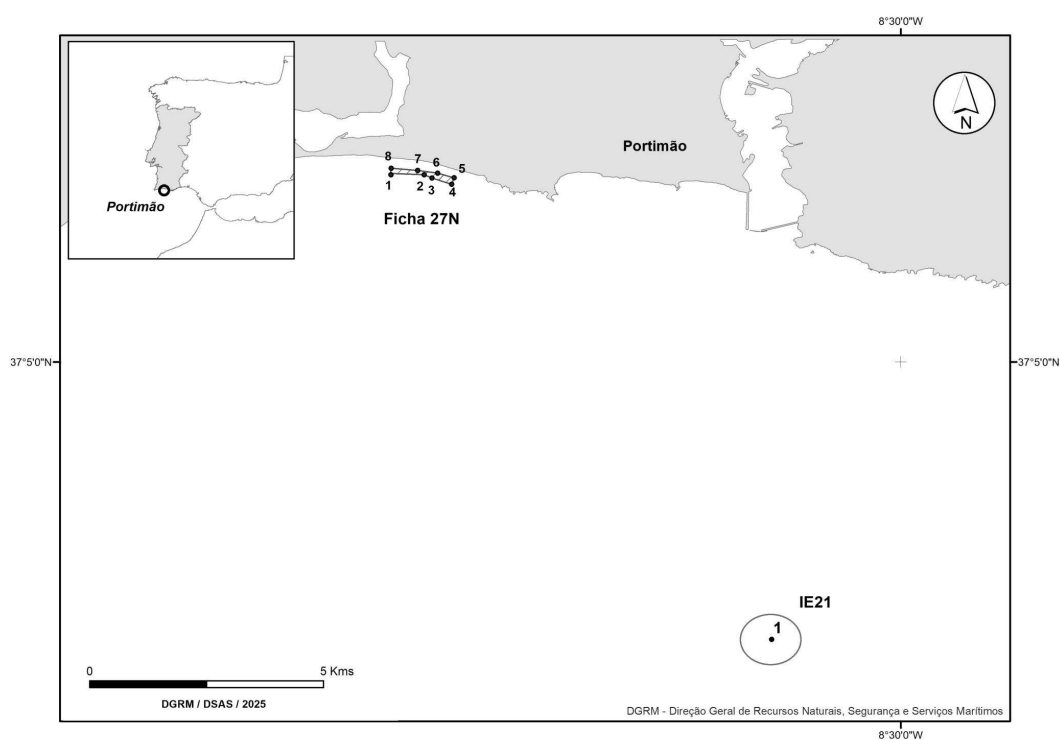 8°30'0"W
Portimão
N
8
7
6
5
1
2
3
4
Portimão
Ficha 27N
37°5'0"N
37°5'0"N
IE21
1
0 5 Kms
DGRM / DSAS / 2025
DGRM - Direção Geral de Recursos Naturais, Segurança e Serviços Marítimos
8°30'0"W